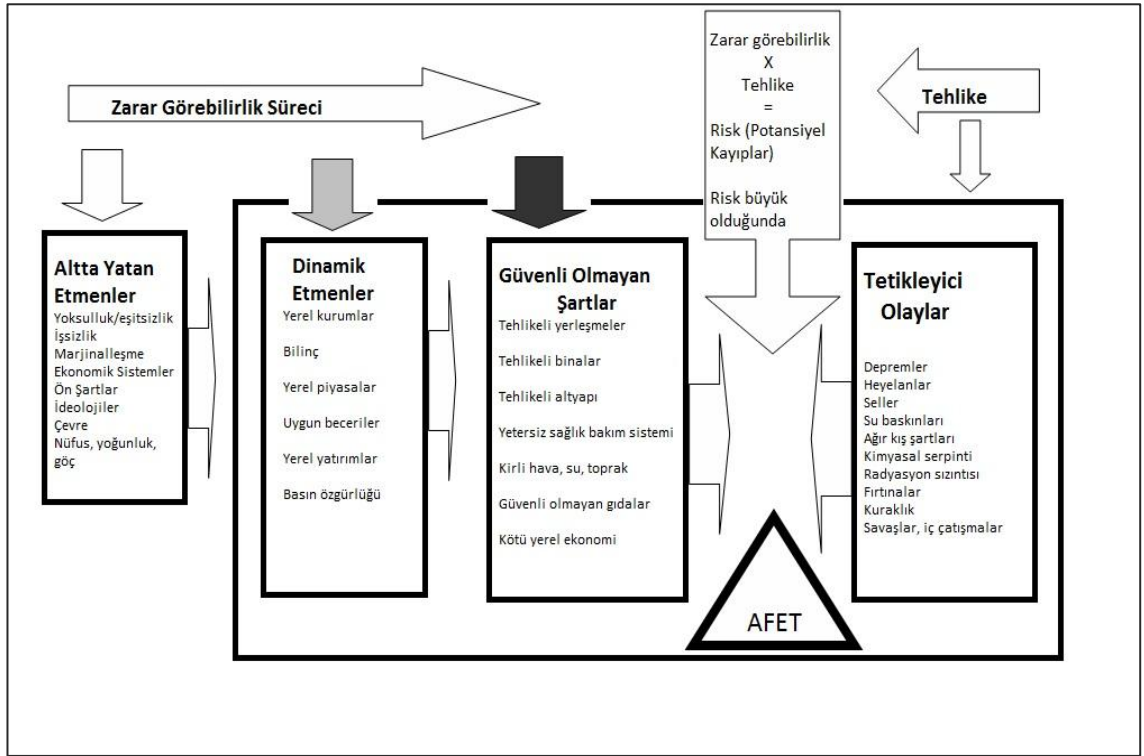 Zarar Görebilirlik Süreci
Zarar görebilirlik
X
Tehlike
=
Risk (Potansiyel
Kayıplar)
Risk büyük
olduğunda
Tehlike
Altta Yatan
Etmenler
Yoksulluk/eşitsizlik
İşsizlik
Marjinalleşme
Ekonomik Sistemler
Ön Şartlar
İdeolojiler
Çevre
Nüfus, yoğunluk,
göç
Dinamik
Etmenler
Yerel kurumlar
Bilinç
Yerel piyasalar
Uygun beceriler
Yerel yatırımlar
Basın özgürlüğü
Güvenli Olmayan
Şartlar
Tehlikeli yerleşmeler
Tehlikeli binalar
Tehlikeli altyapı
Yetersiz sağlık bakım sistemi
Kirli hava, su, toprak
Güvenli olmayan gıdalar
Kötü yerel ekonomi
Tetikleyici
Olaylar
Depremler
Heyelanlar
Seller
Su baskınları
Ağır kış şartları
Kimyasal serpinti
Radyasyon sızıntısı
Fırtınalar
Kuraklık
Savaşlar, iç çatışmalar
AFET